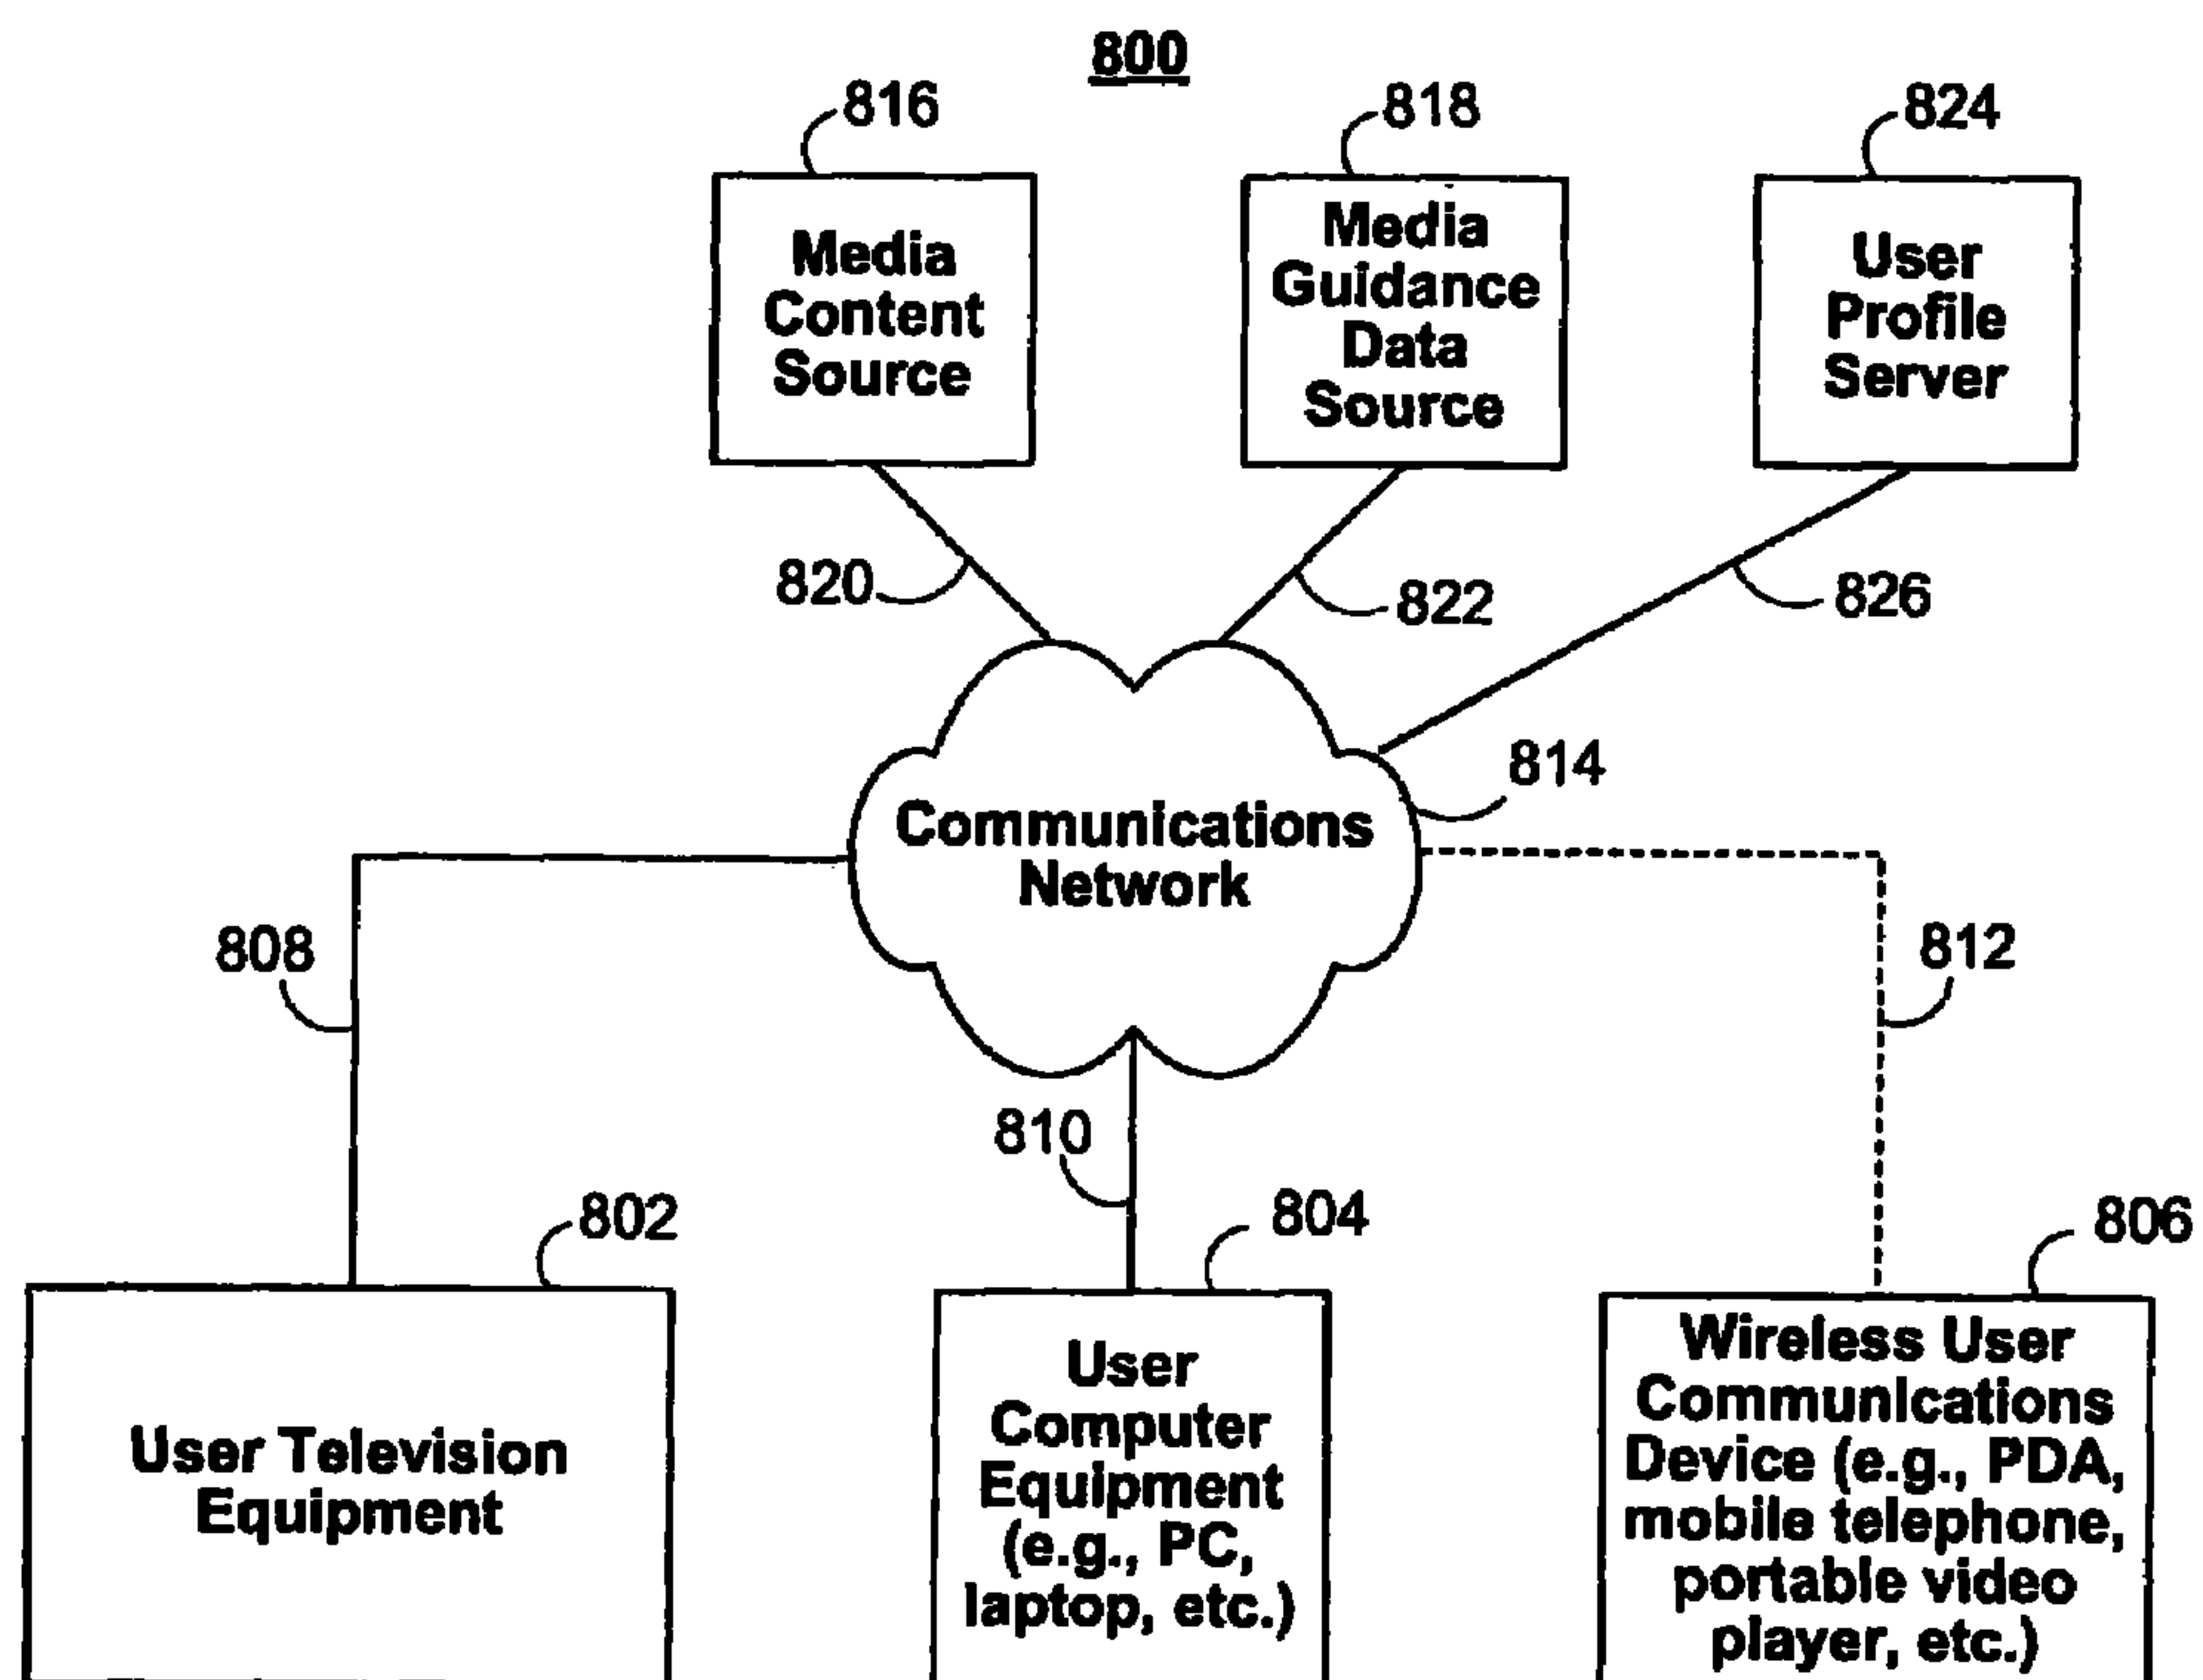 800
816
818
824
Media
Content
Source
Media
Guidance
Data
Source
User
Profile
Server
820
822
826
814
Communications
Network
808
812
810
802
804
806
User Television
Equipment
User
Computer
Equipment
(e.g., PC,
laptop, etc.)
Wireless User
Communications
Device (e.g., PDA,
mobile telephone,
portable video
player, etc.)